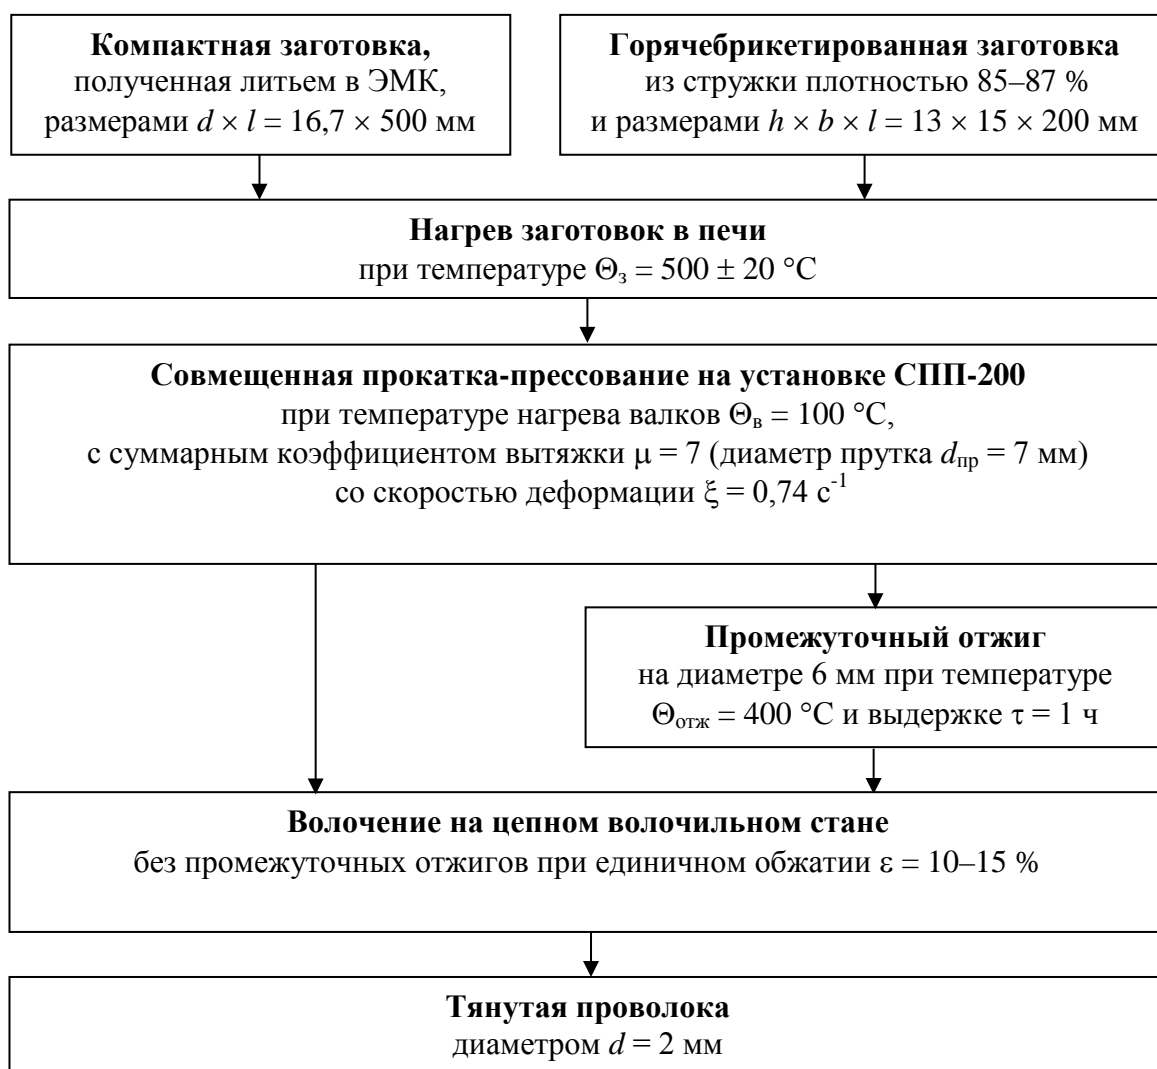 Компактная заготовка,
полученная литьем в ЭМК,
размерами d × l = 16,7 × 500 мм
Горячебрикетированная заготовка
из стружки плотностью 85–87 %
и размерами h × b × l = 13 × 15 × 200 мм
Нагрев заготовок в печи
при температуре Θз = 500 ± 20 °С
Совмещенная прокатка-прессование на установке СПП-200
при температуре нагрева валков Θв = 100 °С,
с суммарным коэффициентом вытяжки μ = 7 (диаметр прутка dпр = 7 мм)
со скоростью деформации ξ = 0,74 с-1
Промежуточный отжиг
на диаметре 6 мм при температуре
Θотж = 400 °С и выдержке τ = 1 ч
Волочение на цепном волочильном стане
без промежуточных отжигов при единичном обжатии ε = 10–15 %
Тянутая проволока
диаметром d = 2 мм